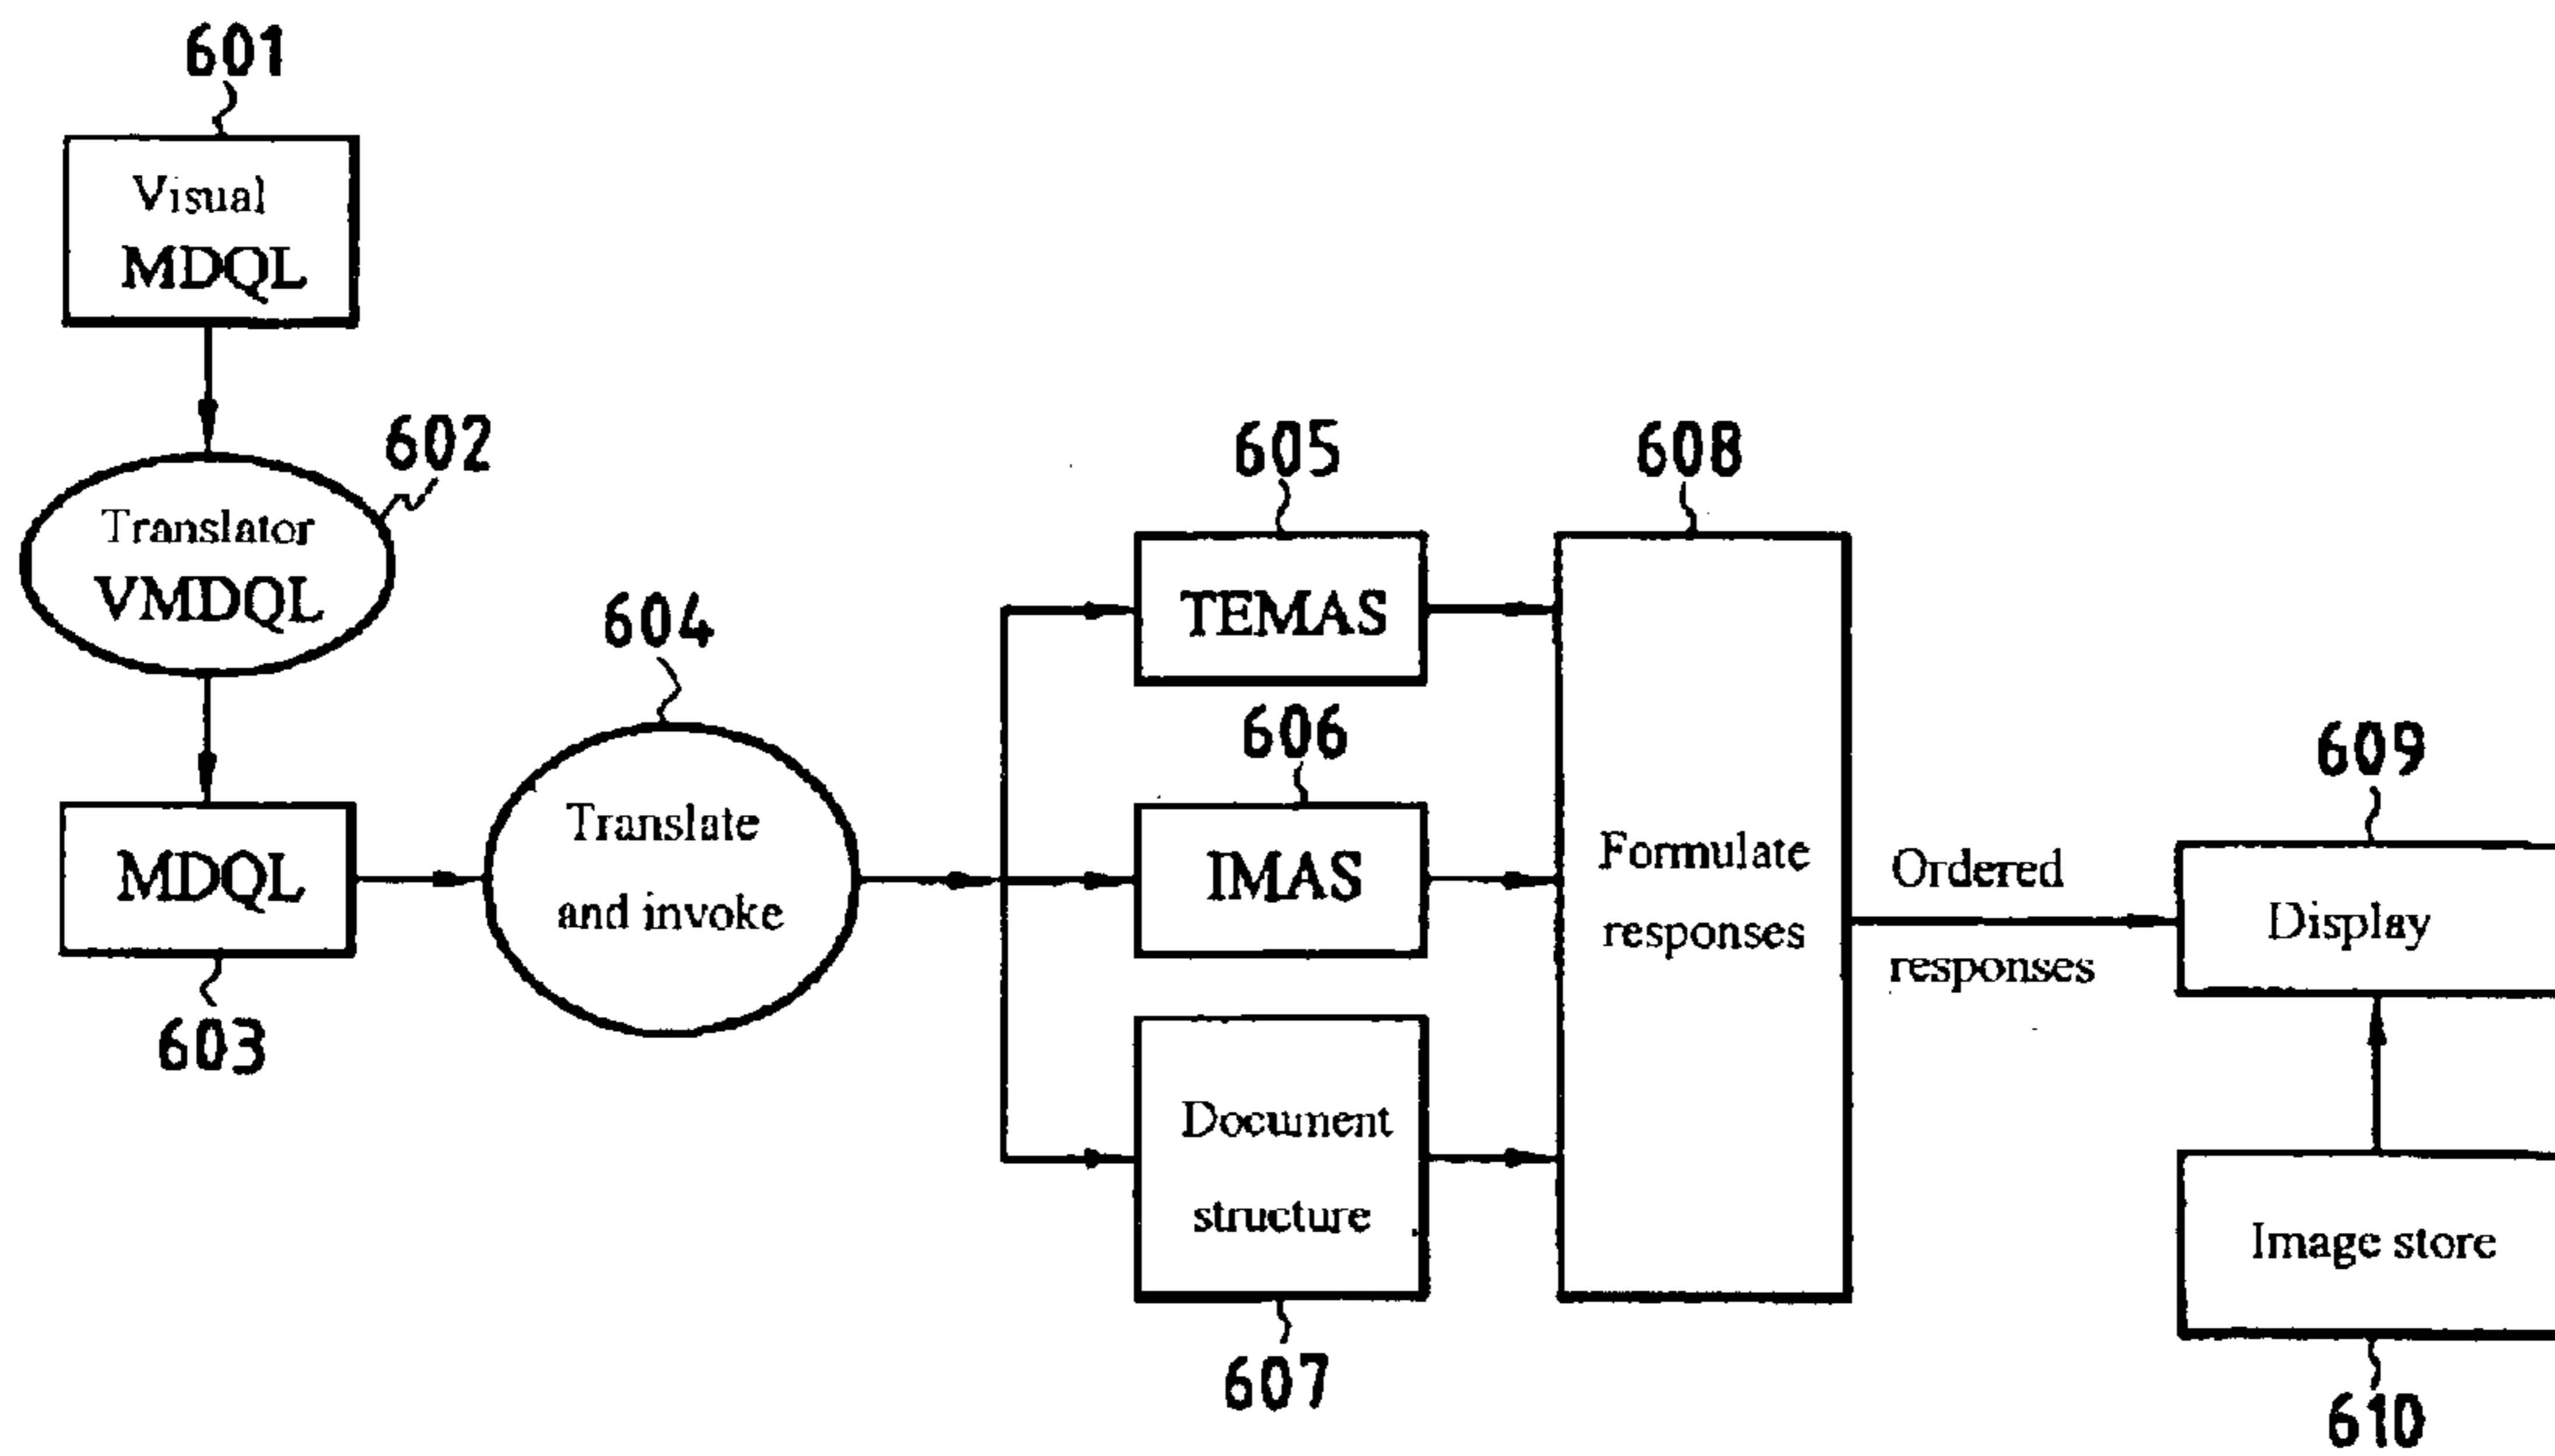 601
Visual
MDQL
602
Translator
VMDQL
603
MDQL
604
Translate
and invoke
605
TEMAS
606
IMAS
607
Document
structure
608
Formulate
responses
Ordered
responses
609
Display
610
Image store